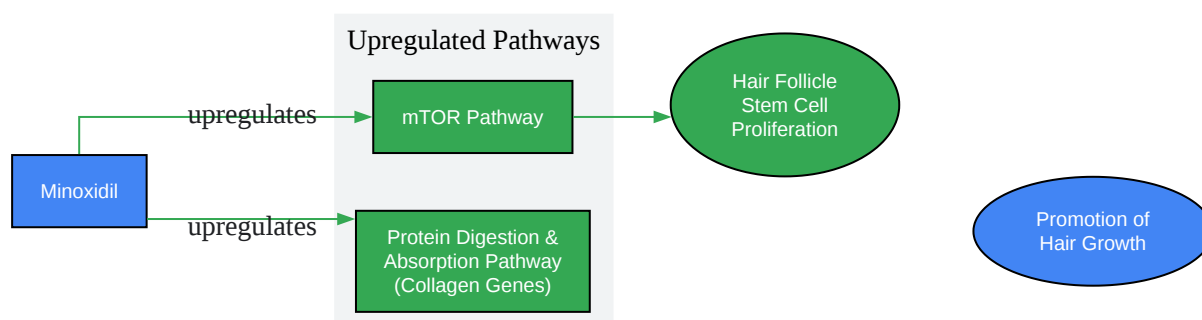 Upregulated Pathways
upregulates
mTOR Pathway
Hair Follicle
Stem Cell
Proliferation
Minoxidil
upregulates
Protein Digestion &
Absorption Pathway
(Collagen Genes)
Promotion of
Hair Growth